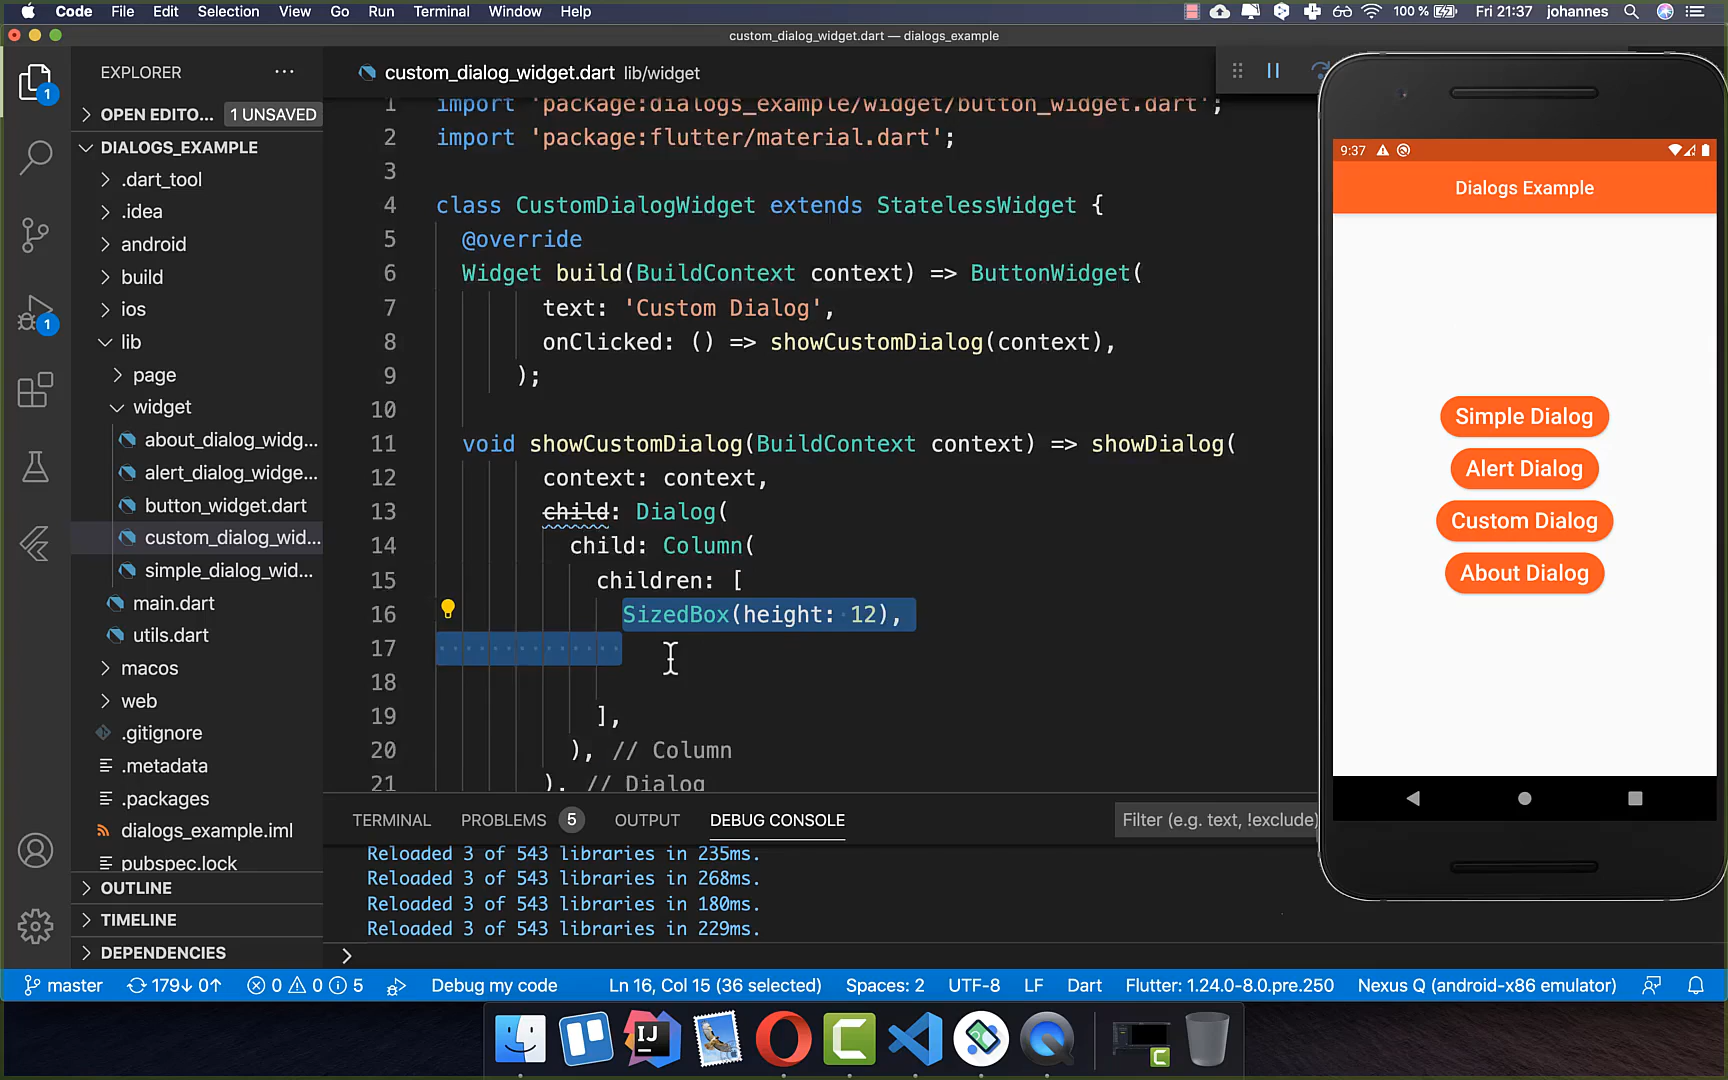 Code File Edit Selection View Go Run Terminal Window Help 100 % Fri 21:37 johannes
custom_dialog_widget.dart — dialogs_example
EXPLORER
OPEN EDITO... 1 UNSAVED
DIALOGS_EXAMPLE
.dart_tool
.idea
android
build
ios
lib
page
widget
about_dialog_widg...
alert_dialog_widge...
button_widget.dart
custom_dialog_wid...
simple_dialog_wid...
main.dart
utils.dart
macos
web
.gitignore
.metadata
.packages
dialogs_example.iml
pubspec.lock
OUTLINE
TIMELINE
DEPENDENCIES
1
1
custom_dialog_widget.dart lib/widget
1 import 'package:dialogs_example/widget/button_widget.dart';
2 import 'package:flutter/material.dart';
3
4 class CustomDialogWidget extends StatelessWidget {
5 @override
6 Widget build(BuildContext context) => ButtonWidget(
7 text: 'Custom Dialog',
8 onClicked: () => showCustomDialog(context),
9 );
10
11 void showCustomDialog(BuildContext context) => showDialog(
12 context: context,
13 child: Dialog(
14 child: Column(
15 children: [
16 SizedBox(height: 12),
17
18
19 ],
20 ), // Column
21 ), // Dialog
TERMINAL PROBLEMS 5 OUTPUT DEBUG CONSOLE Filter (e.g. text, !exclude)
Reloaded 3 of 543 libraries in 235ms.
Reloaded 3 of 543 libraries in 268ms.
Reloaded 3 of 543 libraries in 180ms.
Reloaded 3 of 543 libraries in 229ms.
9:37
Dialogs Example
Simple Dialog
Alert Dialog
Custom Dialog
About Dialog
master 179↓ 0↑ 0 0 5 Debug my code Ln 16, Col 15 (36 selected) Spaces: 2 UTF-8 LF Dart Flutter: 1.24.0-8.0.pre.250 Nexus Q (android-x86 emulator)
IJ